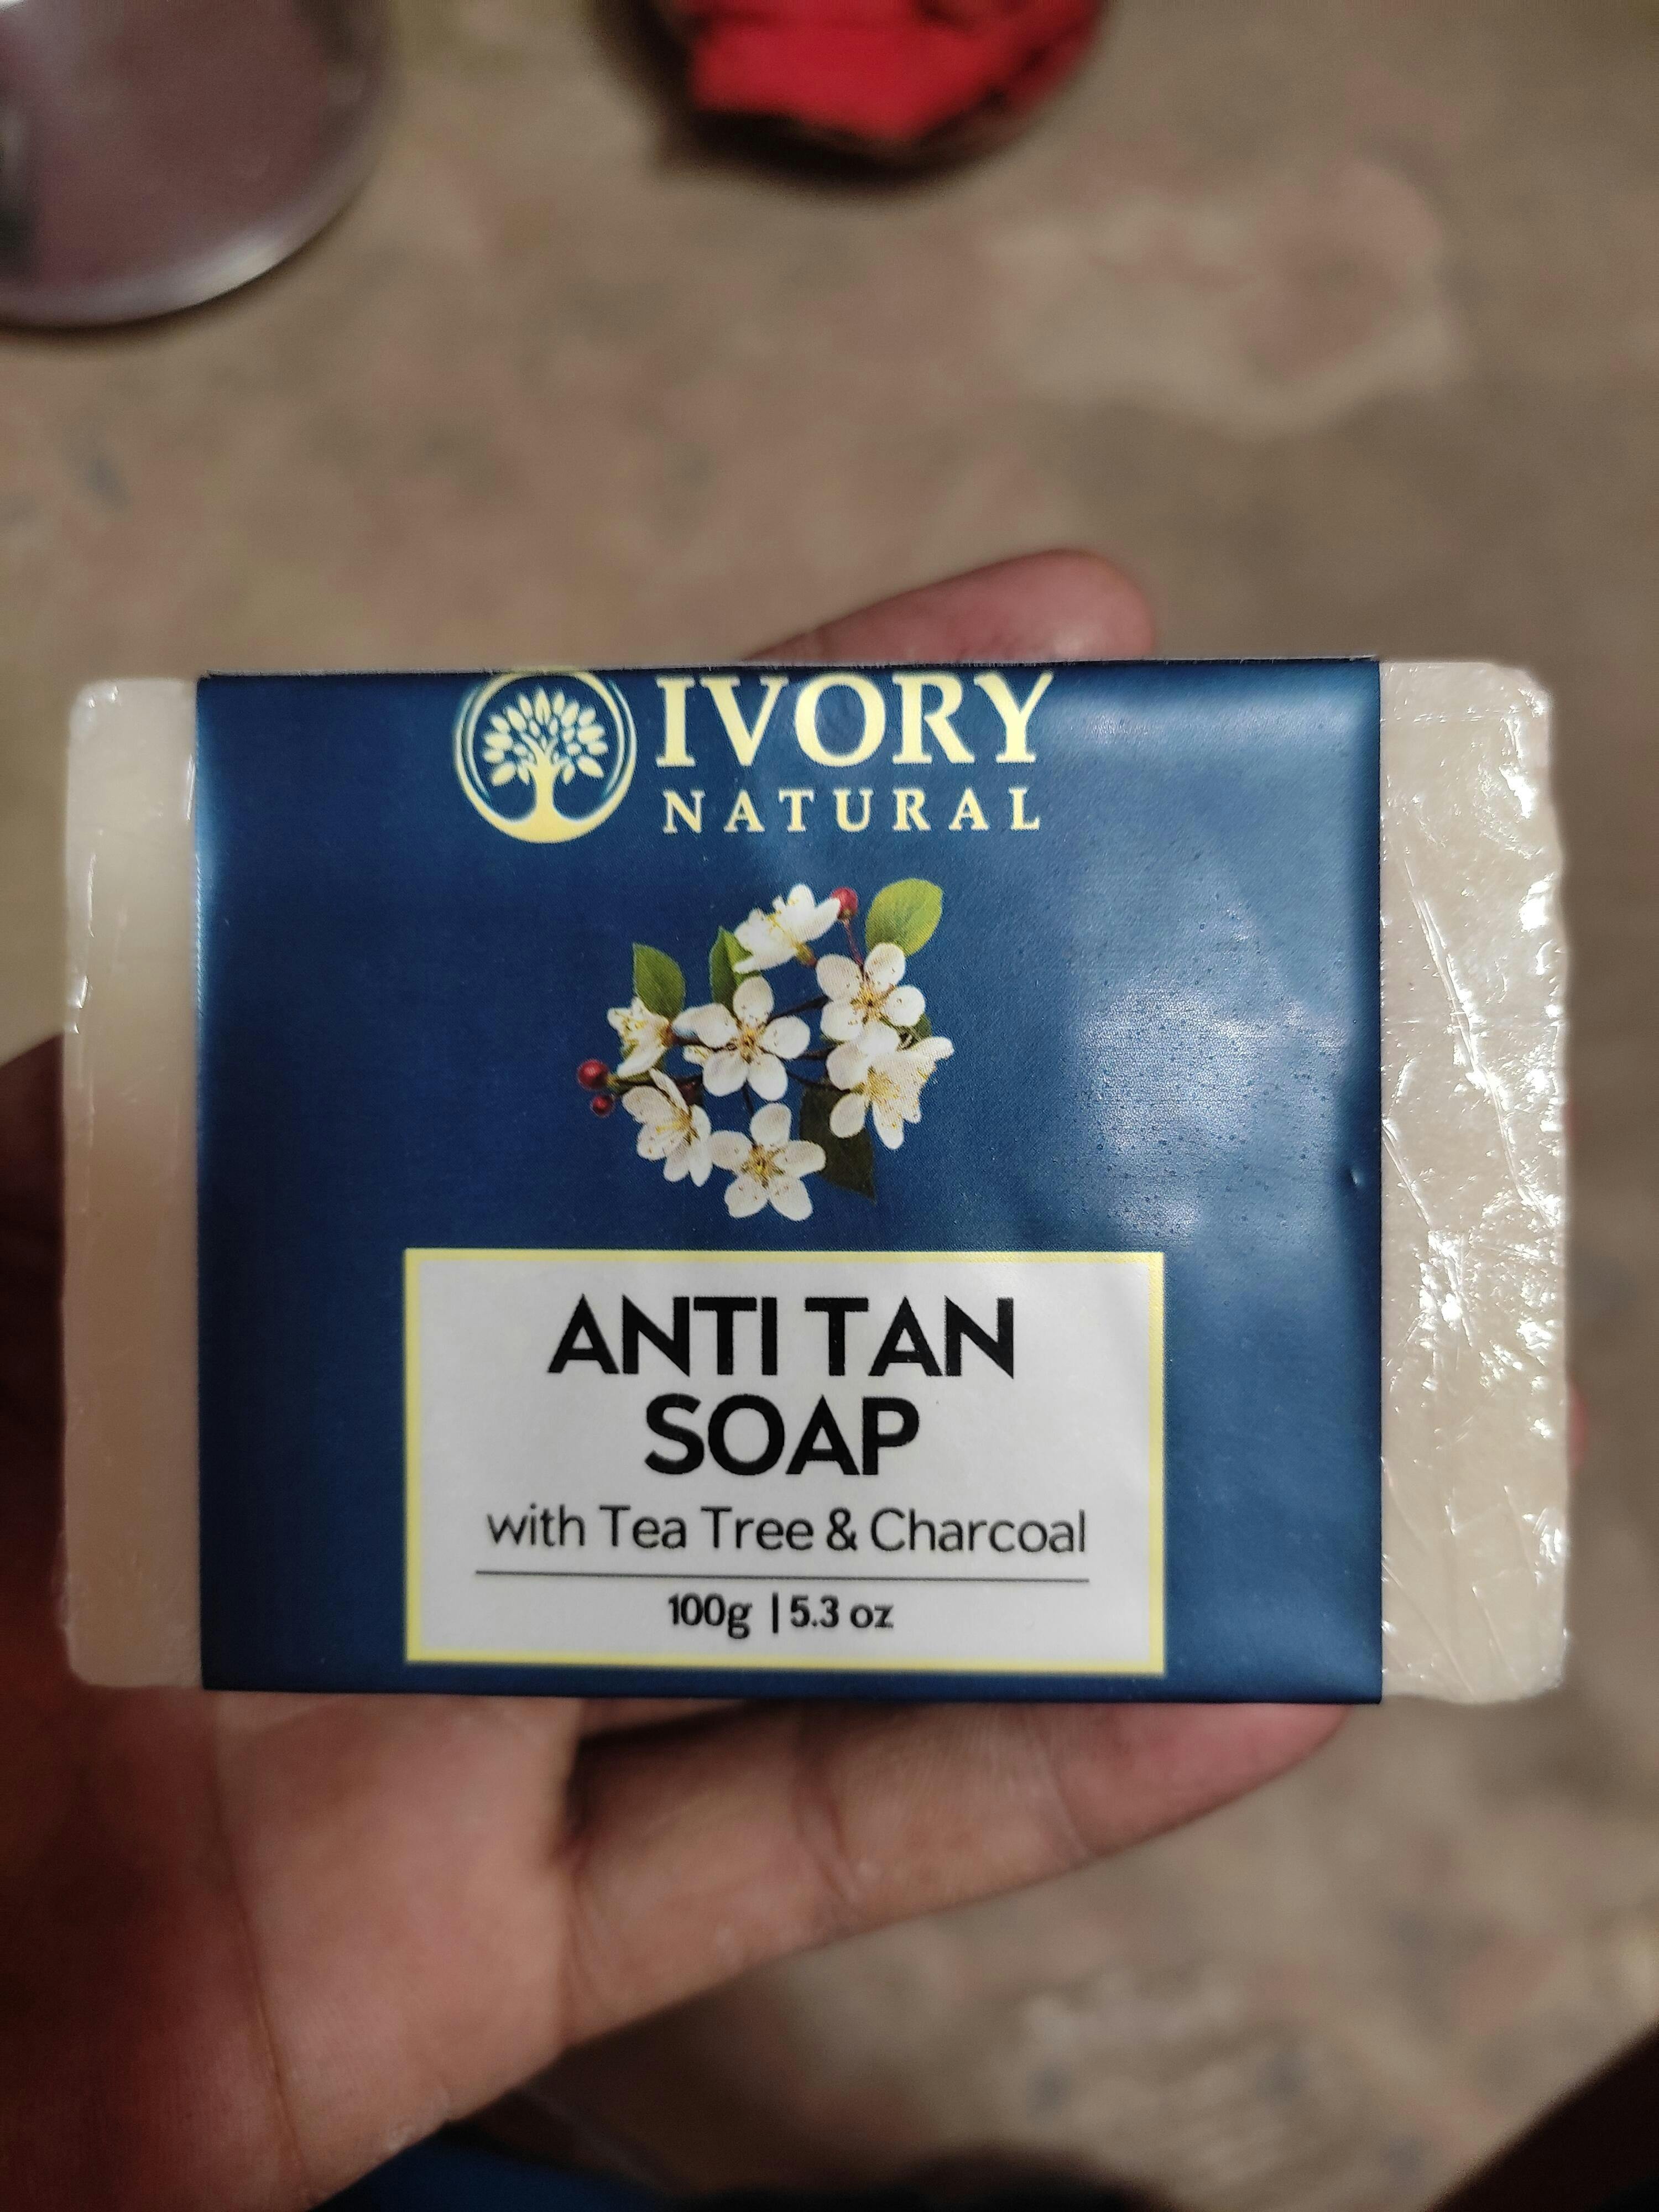 IVORY
NATURAL
ANTI TAN
SOAP
with Tea Tree & Charcoal
100g | 5.3 oz